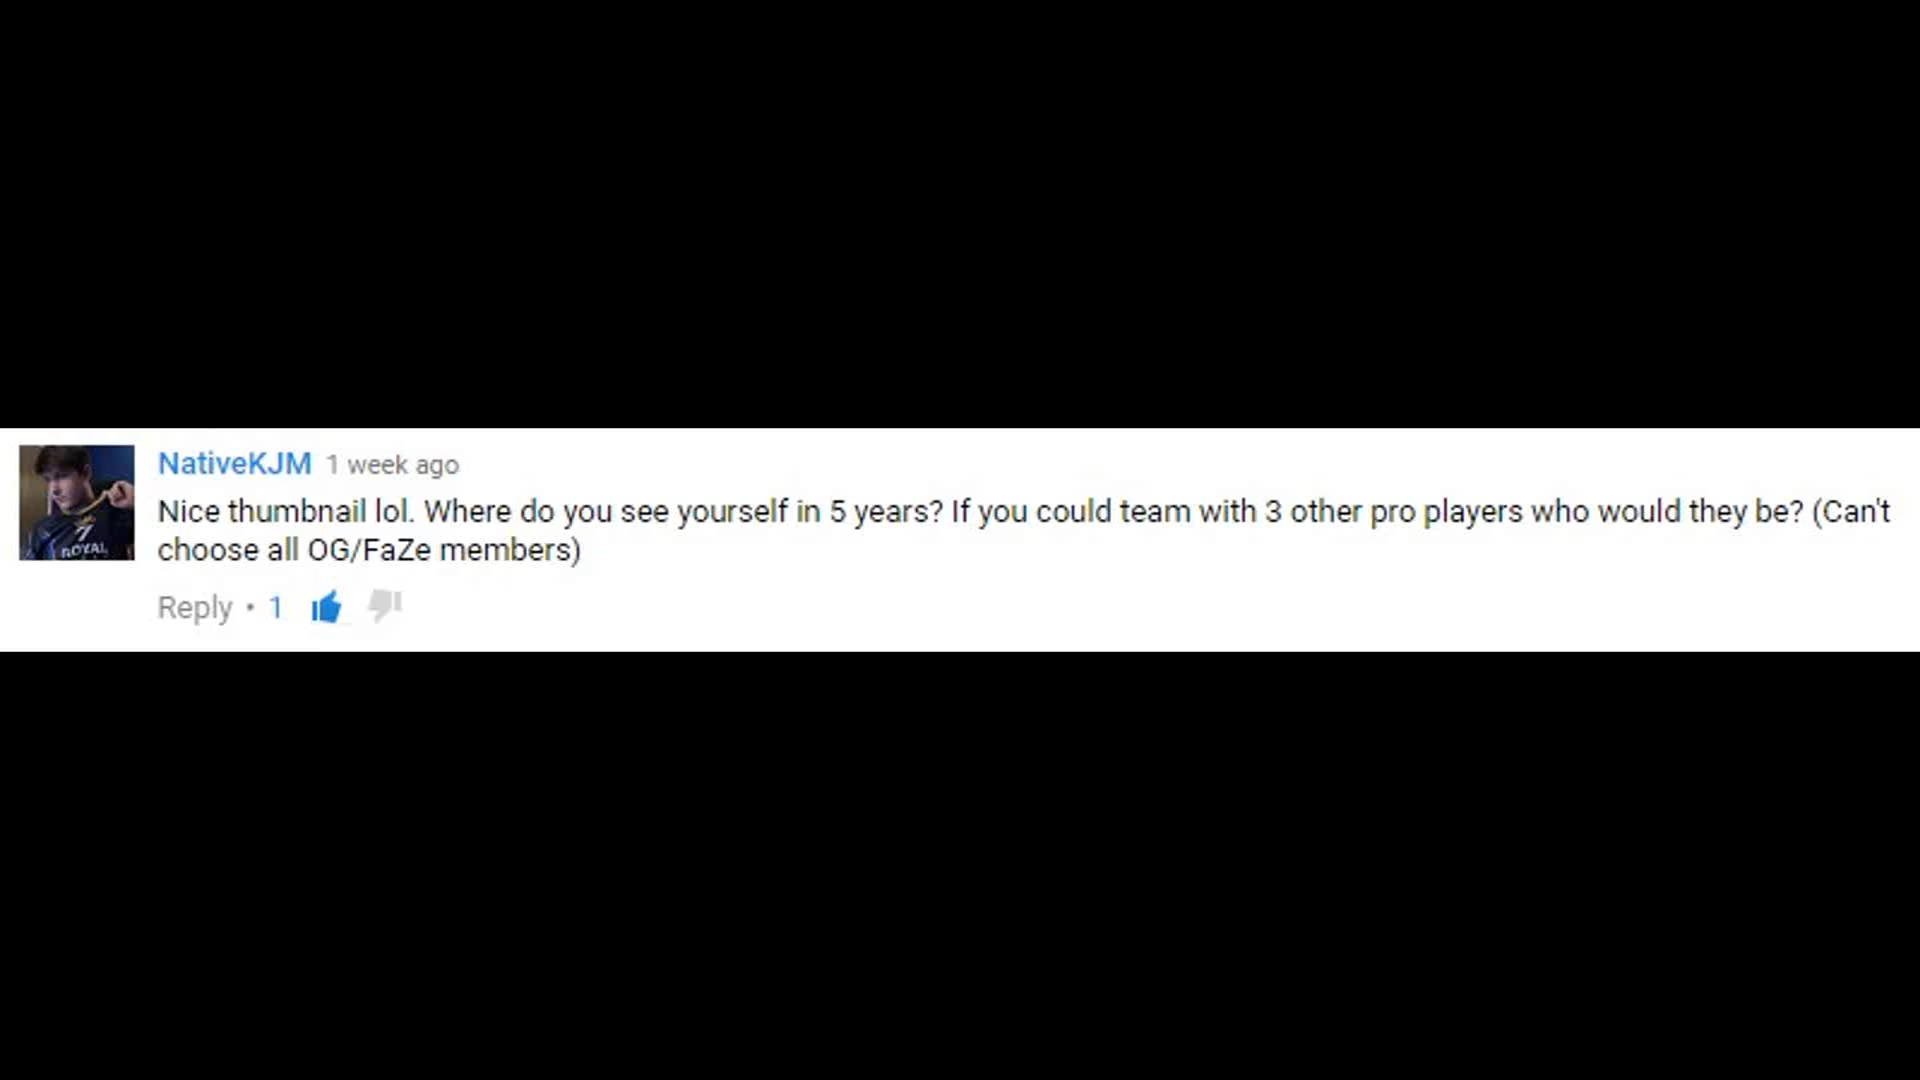 NativeKJM 1 week ago
Nice thumbnail lol. Where do you see yourself in 5 years? If you could team with 3 other pro players who would they be? (Can't
choose all OG/FaZe members)
Reply • 1
ROYAL